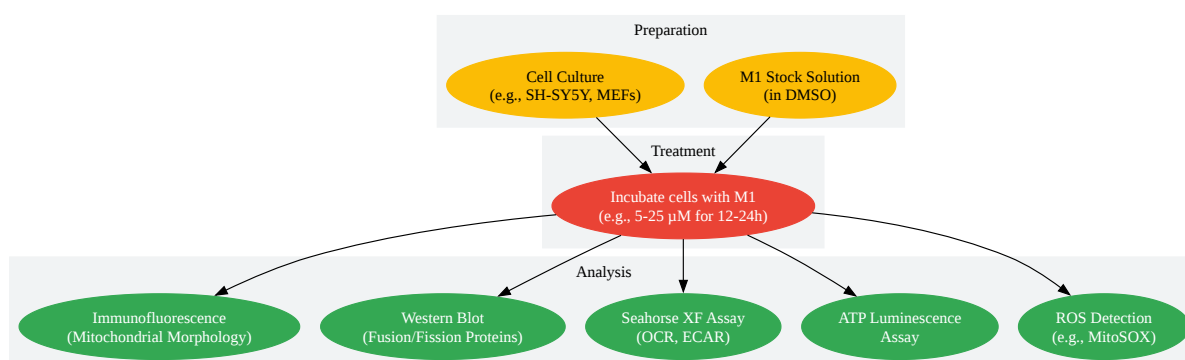 Preparation
Cell Culture
(e.g., SH-SY5Y, MEFs)
M1 Stock Solution
(in DMSO)
Treatment
Incubate cells with M1
(e.g., 5-25 µM for 12-24h)
Analysis
Immunofluorescence
(Mitochondrial Morphology)
Western Blot
(Fusion/Fission Proteins)
Seahorse XF Assay
(OCR, ECAR)
ATP Luminescence
Assay
ROS Detection
(e.g., MitoSOX)